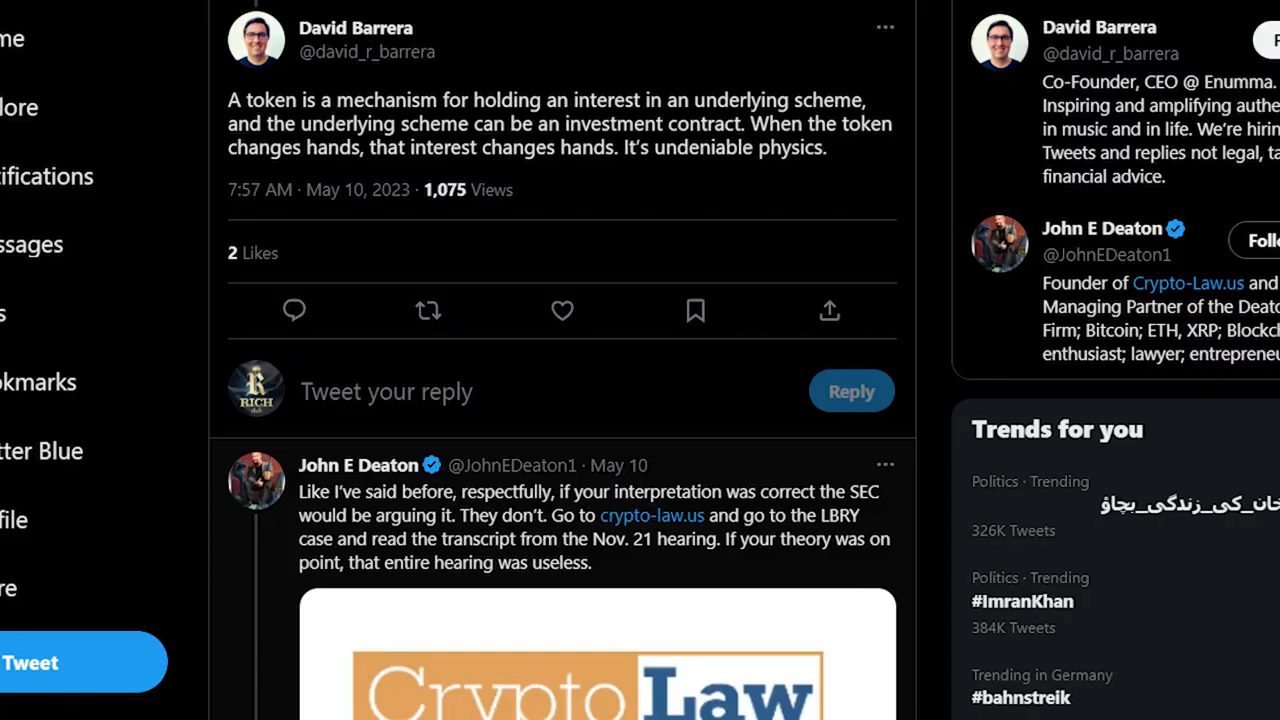 me
lore
tifications
ssages
s
okmarks
tter Blue
file
re
Tweet
David Barrera
@david_r_barrera
A token is a mechanism for holding an interest in an underlying scheme,
and the underlying scheme can be an investment contract. When the token
changes hands, that interest changes hands. It’s undeniable physics.
7:57 AM · May 10, 2023 · 1,075 Views
2 Likes
RICH
Tweet your reply
Reply
John E Deaton @JohnEDeaton1 · May 10
Like I’ve said before, respectfully, if your interpretation was correct the SEC
would be arguing it. They don’t. Go to crypto-law.us and go to the LBRY
case and read the transcript from the Nov. 21 hearing. If your theory was on
point, that entire hearing was useless.
Crypto Law
David Barrera
F
@david_r_barrera
Co-Founder, CEO @ Enumma.
Inspiring and amplifying authe
in music and in life. We’re hirin
Tweets and replies not legal, ta
financial advice.
John E Deaton
Follo
@JohnEDeaton1
Founder of Crypto-Law.us and
Managing Partner of the Deato
Firm; Bitcoin; ETH, XRP; Blockch
enthusiast; lawyer; entrepreneu
Trends for you
Politics · Trending
خان_کی_زندگی_بچاؤ
326K Tweets
Politics · Trending
#ImranKhan
384K Tweets
Trending in Germany
#bahnstreik